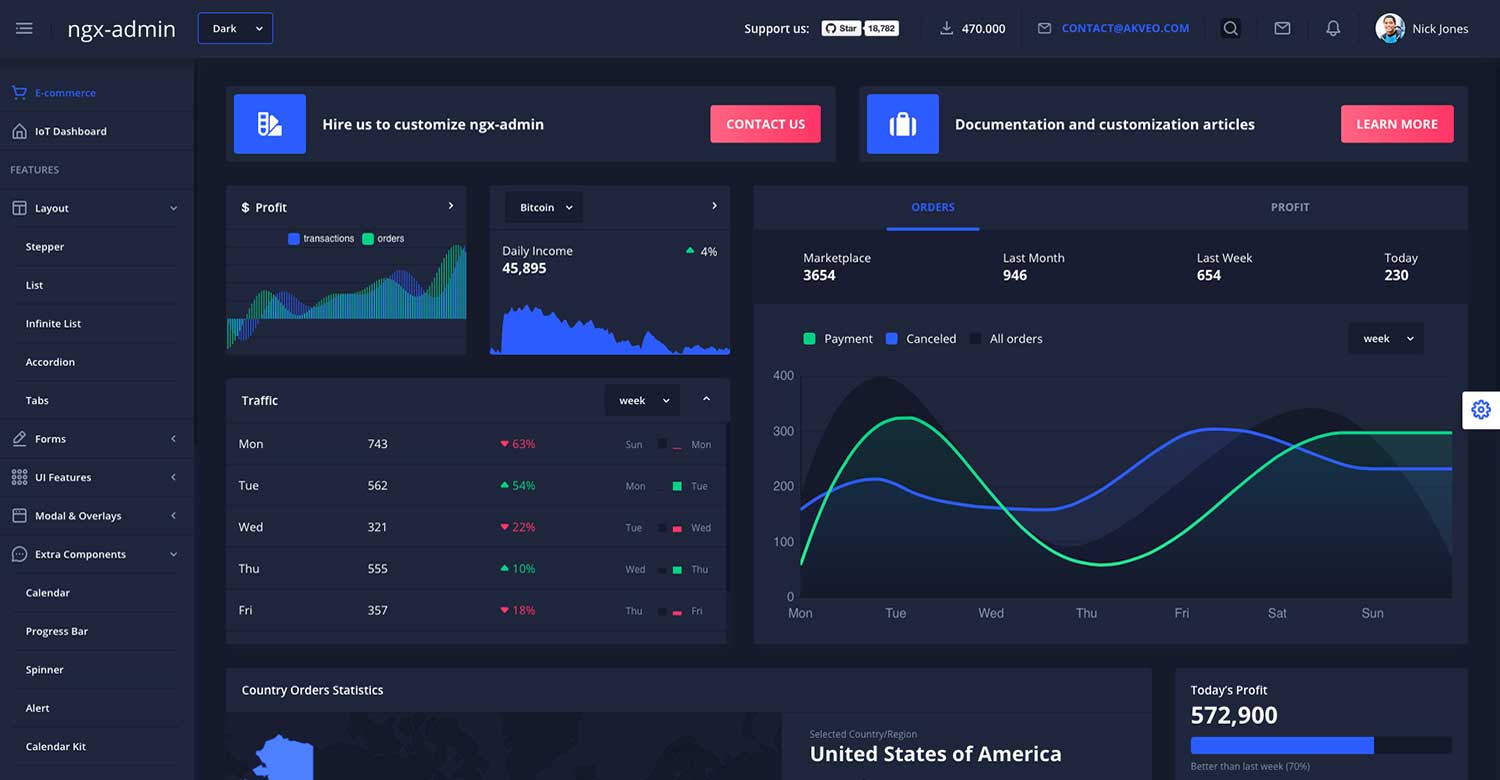 ngx-admin
Dark
Support us:
Star 18,782
470.000
CONTACT@AKVEO.COM
Nick Jones
E-commerce
IoT Dashboard
FEATURES
Layout
Stepper
List
Infinite List
Accordion
Tabs
Forms
UI Features
Modal & Overlays
Extra Components
Calendar
Progress Bar
Spinner
Alert
Calendar Kit
Hire us to customize ngx-admin
CONTACT US
Documentation and customization articles
LEARN MORE
$ Profit
transactions orders
Bitcoin
Daily Income
45,895
4%
Traffic
week
Mon 743 63% Sun Mon
Tue 562 54% Mon Tue
Wed 321 22% Tue Wed
Thu 555 10% Wed Thu
Fri 357 18% Thu Fri
ORDERS PROFIT
Marketplace Last Month Last Week Today
3654 946 654 230
Payment Canceled All orders
week
400
300
200
100
0
Mon Tue Wed Thu Fri Sat Sun
Country Orders Statistics
Selected Country/Region
United States of America
Today's Profit
572,900
Better than last week (70%)